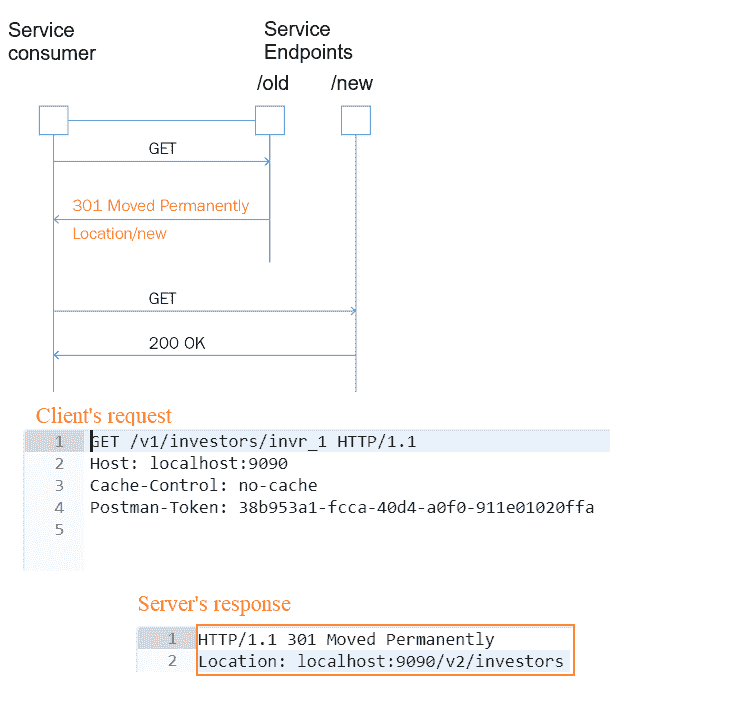 Service
consumer
Service
Endpoints
/old
/new
GET
301 Moved Permanently
Location/new
GET
200 OK
Client's request
1 GET /v1/investors/invr_1 HTTP/1.1
2 Host: localhost:9090
3 Cache-Control: no-cache
4 Postman-Token: 38b953a1-fcca-40d4-a0f0-911e01020ffa
5
Server's response
1 HTTP/1.1 301 Moved Permanently
2 Location: localhost:9090/v2/investors